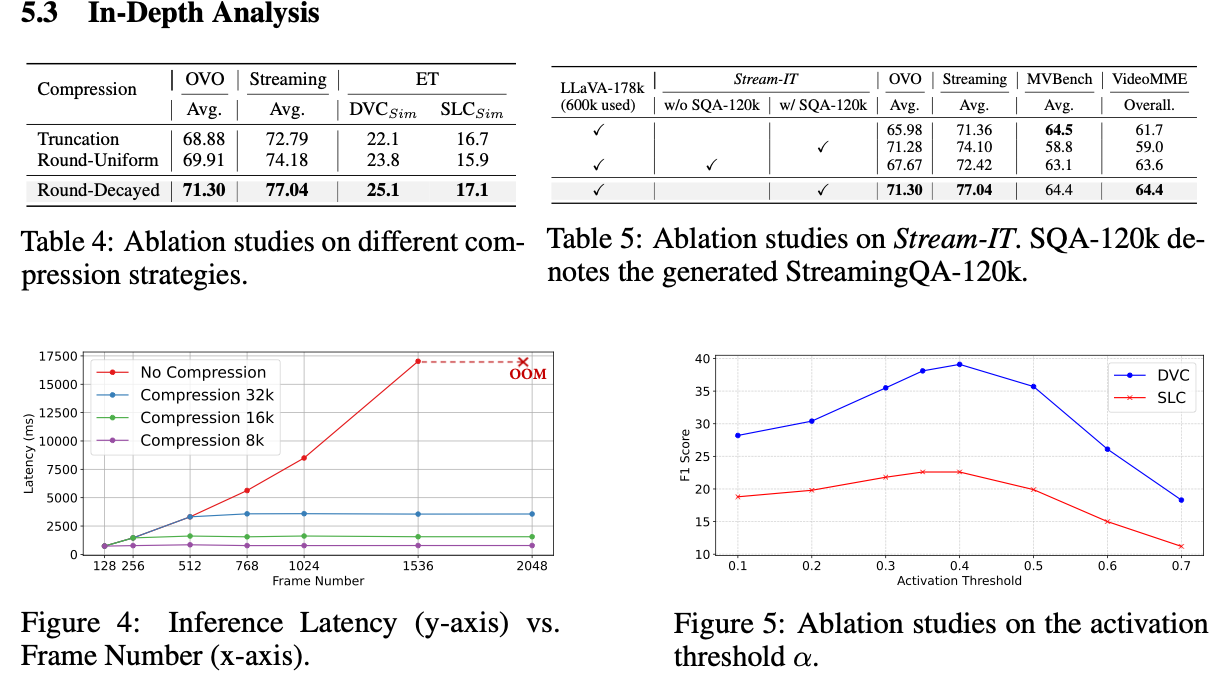 5.3 In-Depth Analysis
Compression | OVO | Streaming | ET
Avg. | Avg. | DVC_Sim SLC_Sim
Truncation | 68.88 | 72.79 | 22.1 16.7
Round-Uniform | 69.91 | 74.18 | 23.8 15.9
Round-Decayed | 71.30 | 77.04 | 25.1 17.1
Table 4: Ablation studies on different com-
pression strategies.
LLaVA-178k (600k used) | Stream-IT | OVO | Streaming | MVBench | VideoMME
w/o SQA-120k | w/ SQA-120k | Avg. | Avg. | Avg. | Overall.
✓ | | | 65.98 | 71.36 | 64.5 | 61.7
| | ✓ | 71.28 | 74.10 | 58.8 | 59.0
✓ | ✓ | | 67.67 | 72.42 | 63.1 | 63.6
✓ | | ✓ | 71.30 | 77.04 | 64.4 | 64.4
Table 5: Ablation studies on Stream-IT. SQA-120k de-
notes the generated StreamingQA-120k.
Latency (ms)
17500
15000
12500
10000
7500
5000
2500
0
No Compression
Compression 32k
Compression 16k
Compression 8k
OOM
128 256 512 768 1024 1536 2048
Frame Number
Figure 4: Inference Latency (y-axis) vs.
Frame Number (x-axis).
F1 Score
40
35
30
25
20
15
10
DVC
SLC
0.1 0.2 0.3 0.4 0.5 0.6 0.7
Activation Threshold
Figure 5: Ablation studies on the activation
threshold α.